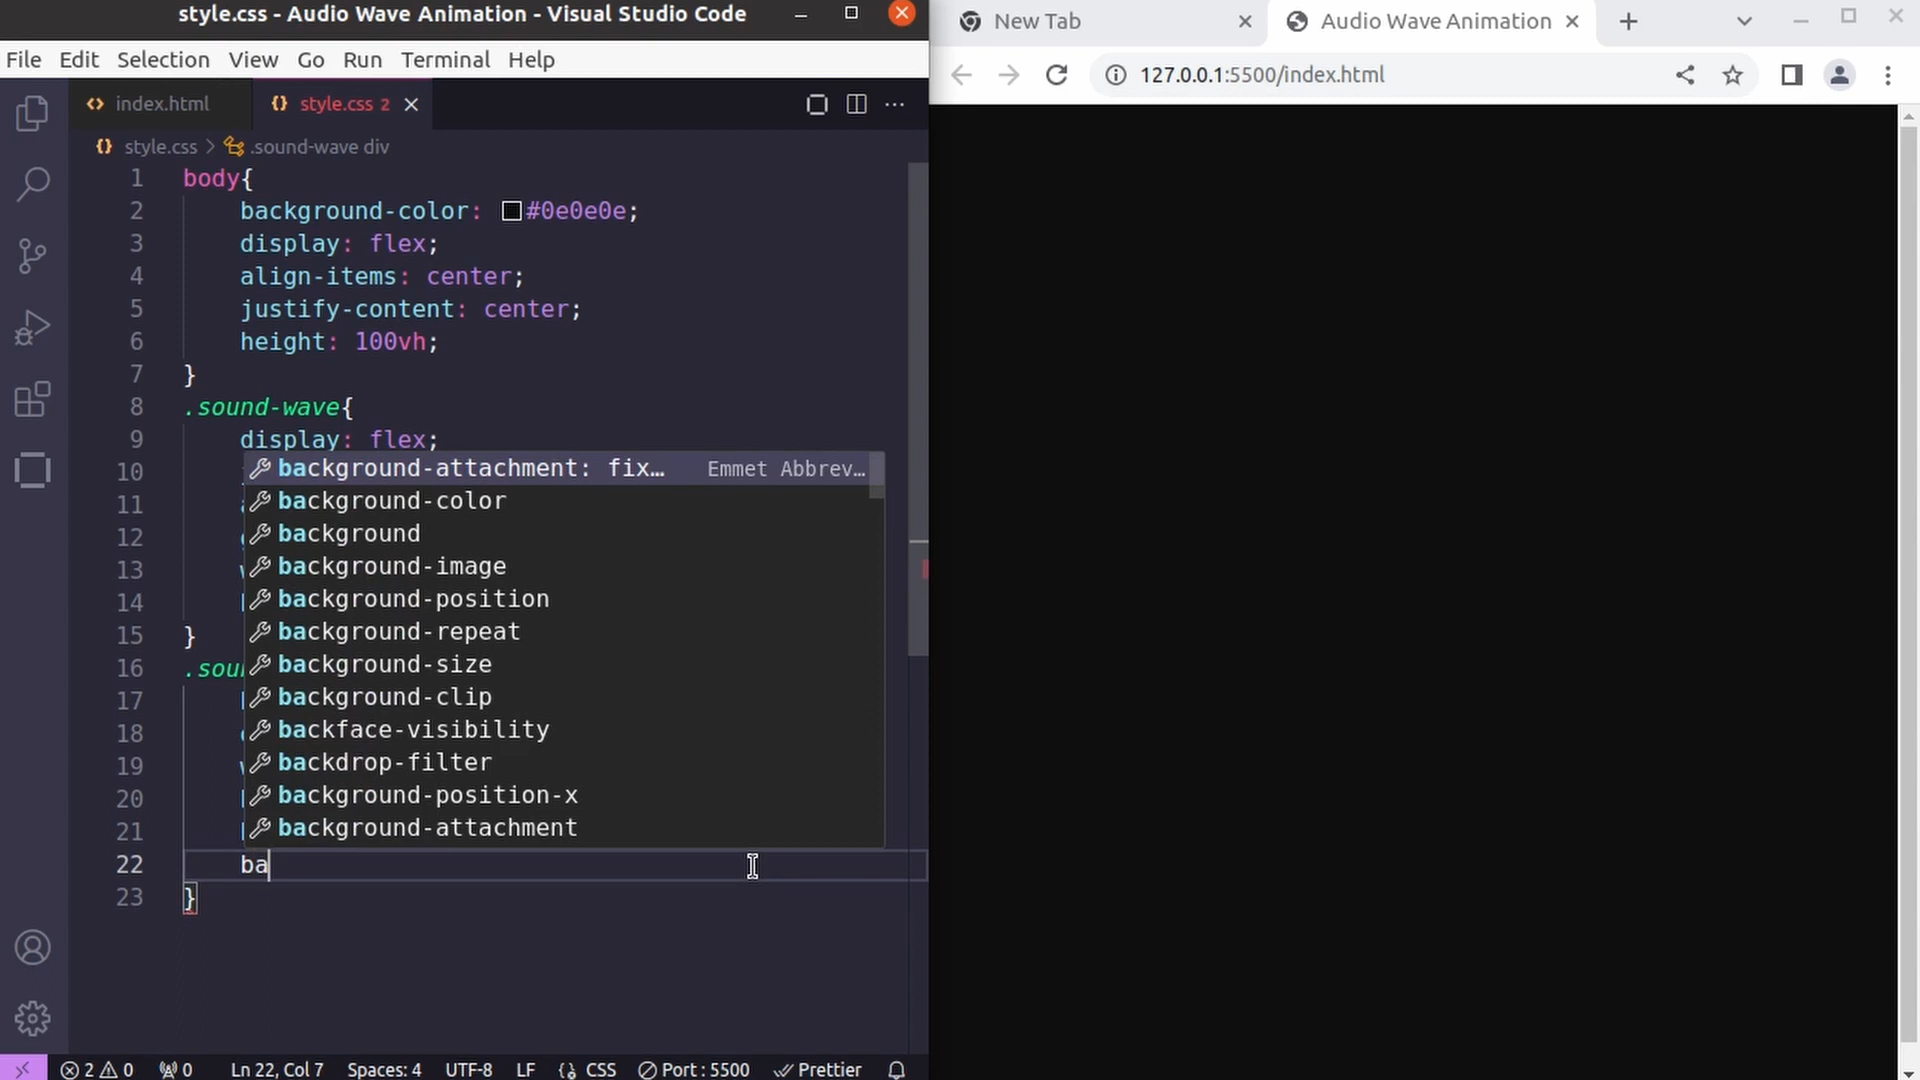 style.css - Audio Wave Animation - Visual Studio Code
File Edit Selection View Go Run Terminal Help
index.html
style.css 2
style.css > .sound-wave div
1 body{
2 background-color: #0e0e0e;
3 display: flex;
4 align-items: center;
5 justify-content: center;
6 height: 100vh;
7 }
8 .sound-wave{
9 display: flex;
10
11
12
13
14
15 }
16 .sou
17
18
19
20
21
22 ba
23 }
background-attachment: fix… Emmet Abbrev…
background-color
background
background-image
background-position
background-repeat
background-size
background-clip
backface-visibility
backdrop-filter
background-position-x
background-attachment
2 0 0 Ln 22, Col 7 Spaces: 4 UTF-8 LF {} CSS Port : 5500 Prettier
New Tab
Audio Wave Animation
127.0.0.1:5500/index.html